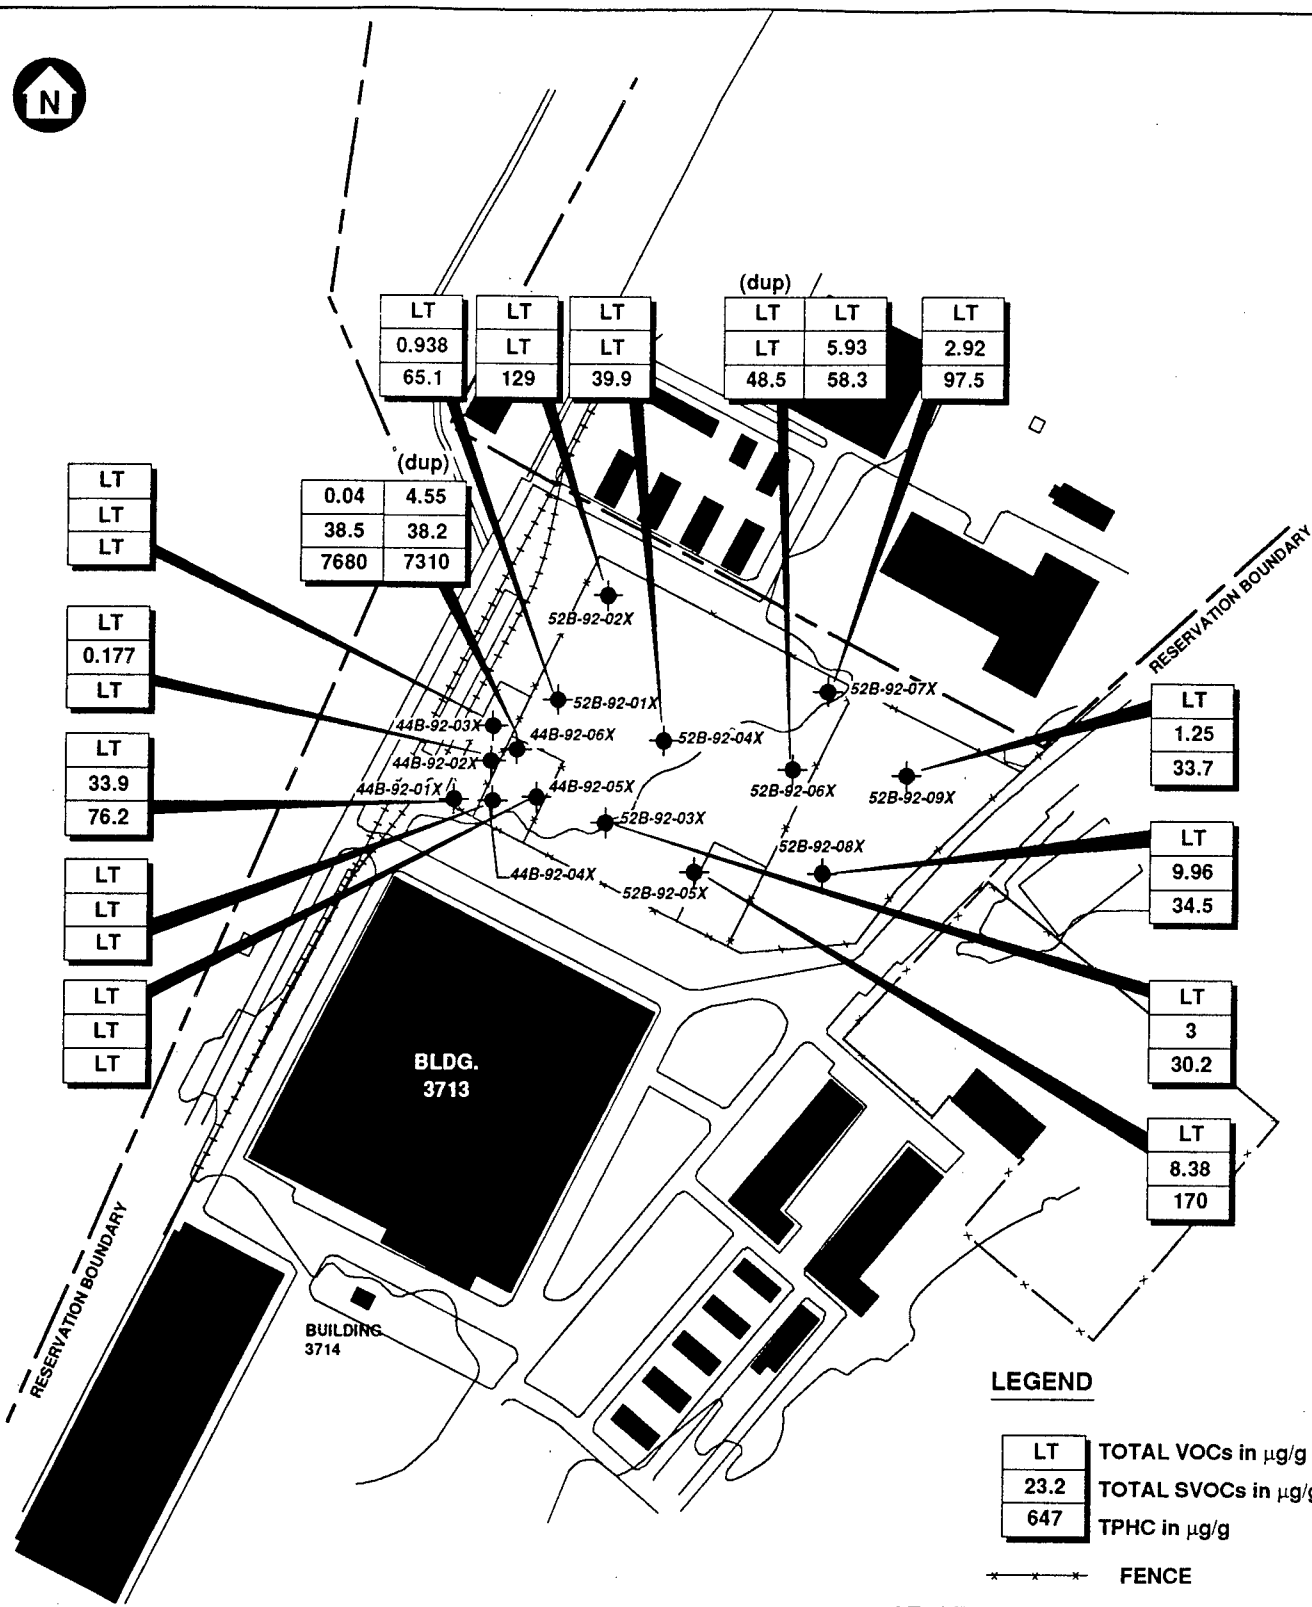 N
(dup)
LT
0.938
65.1
LT
LT
129
LT
LT
39.9
LT LT
LT 5.93
48.5 58.3
LT
2.92
97.5
(dup)
0.04 4.55
38.5 38.2
7680 7310
LT
LT
LT
LT
0.177
LT
LT
33.9
76.2
LT
LT
LT
LT
LT
LT
52B-92-02X
52B-92-01X
52B-92-07X
44B-92-03X
44B-92-06X
52B-92-04X
44B-92-02X
44B-92-01X
44B-92-05X
52B-92-06X
52B-92-09X
52B-92-03X
44B-92-04X
52B-92-08X
52B-92-05X
RESERVATION BOUNDARY
LT
1.25
33.7
LT
9.96
34.5
LT
3
30.2
LT
8.38
170
BLDG.
3713
RESERVATION BOUNDARY
BUILDING
3714
LEGEND
LT TOTAL VOCs in µg/g
23.2 TOTAL SVOCs in µg/g
647 TPHC in µg/g
FENCE